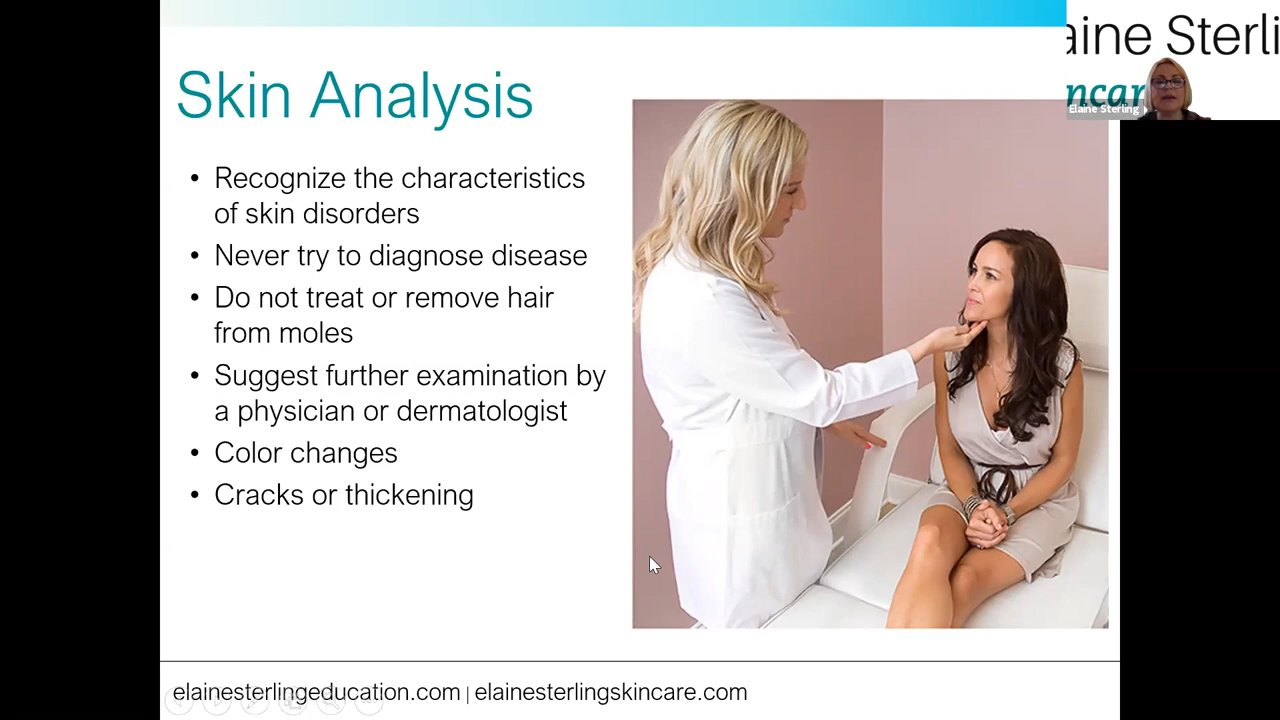 aine Sterli
ncar
Elaine Sterling
Skin Analysis
• Recognize the characteristics
of skin disorders
• Never try to diagnose disease
• Do not treat or remove hair
from moles
• Suggest further examination by
a physician or dermatologist
• Color changes
• Cracks or thickening
elainesterlingeducation.com | elainesterlingskincare.com